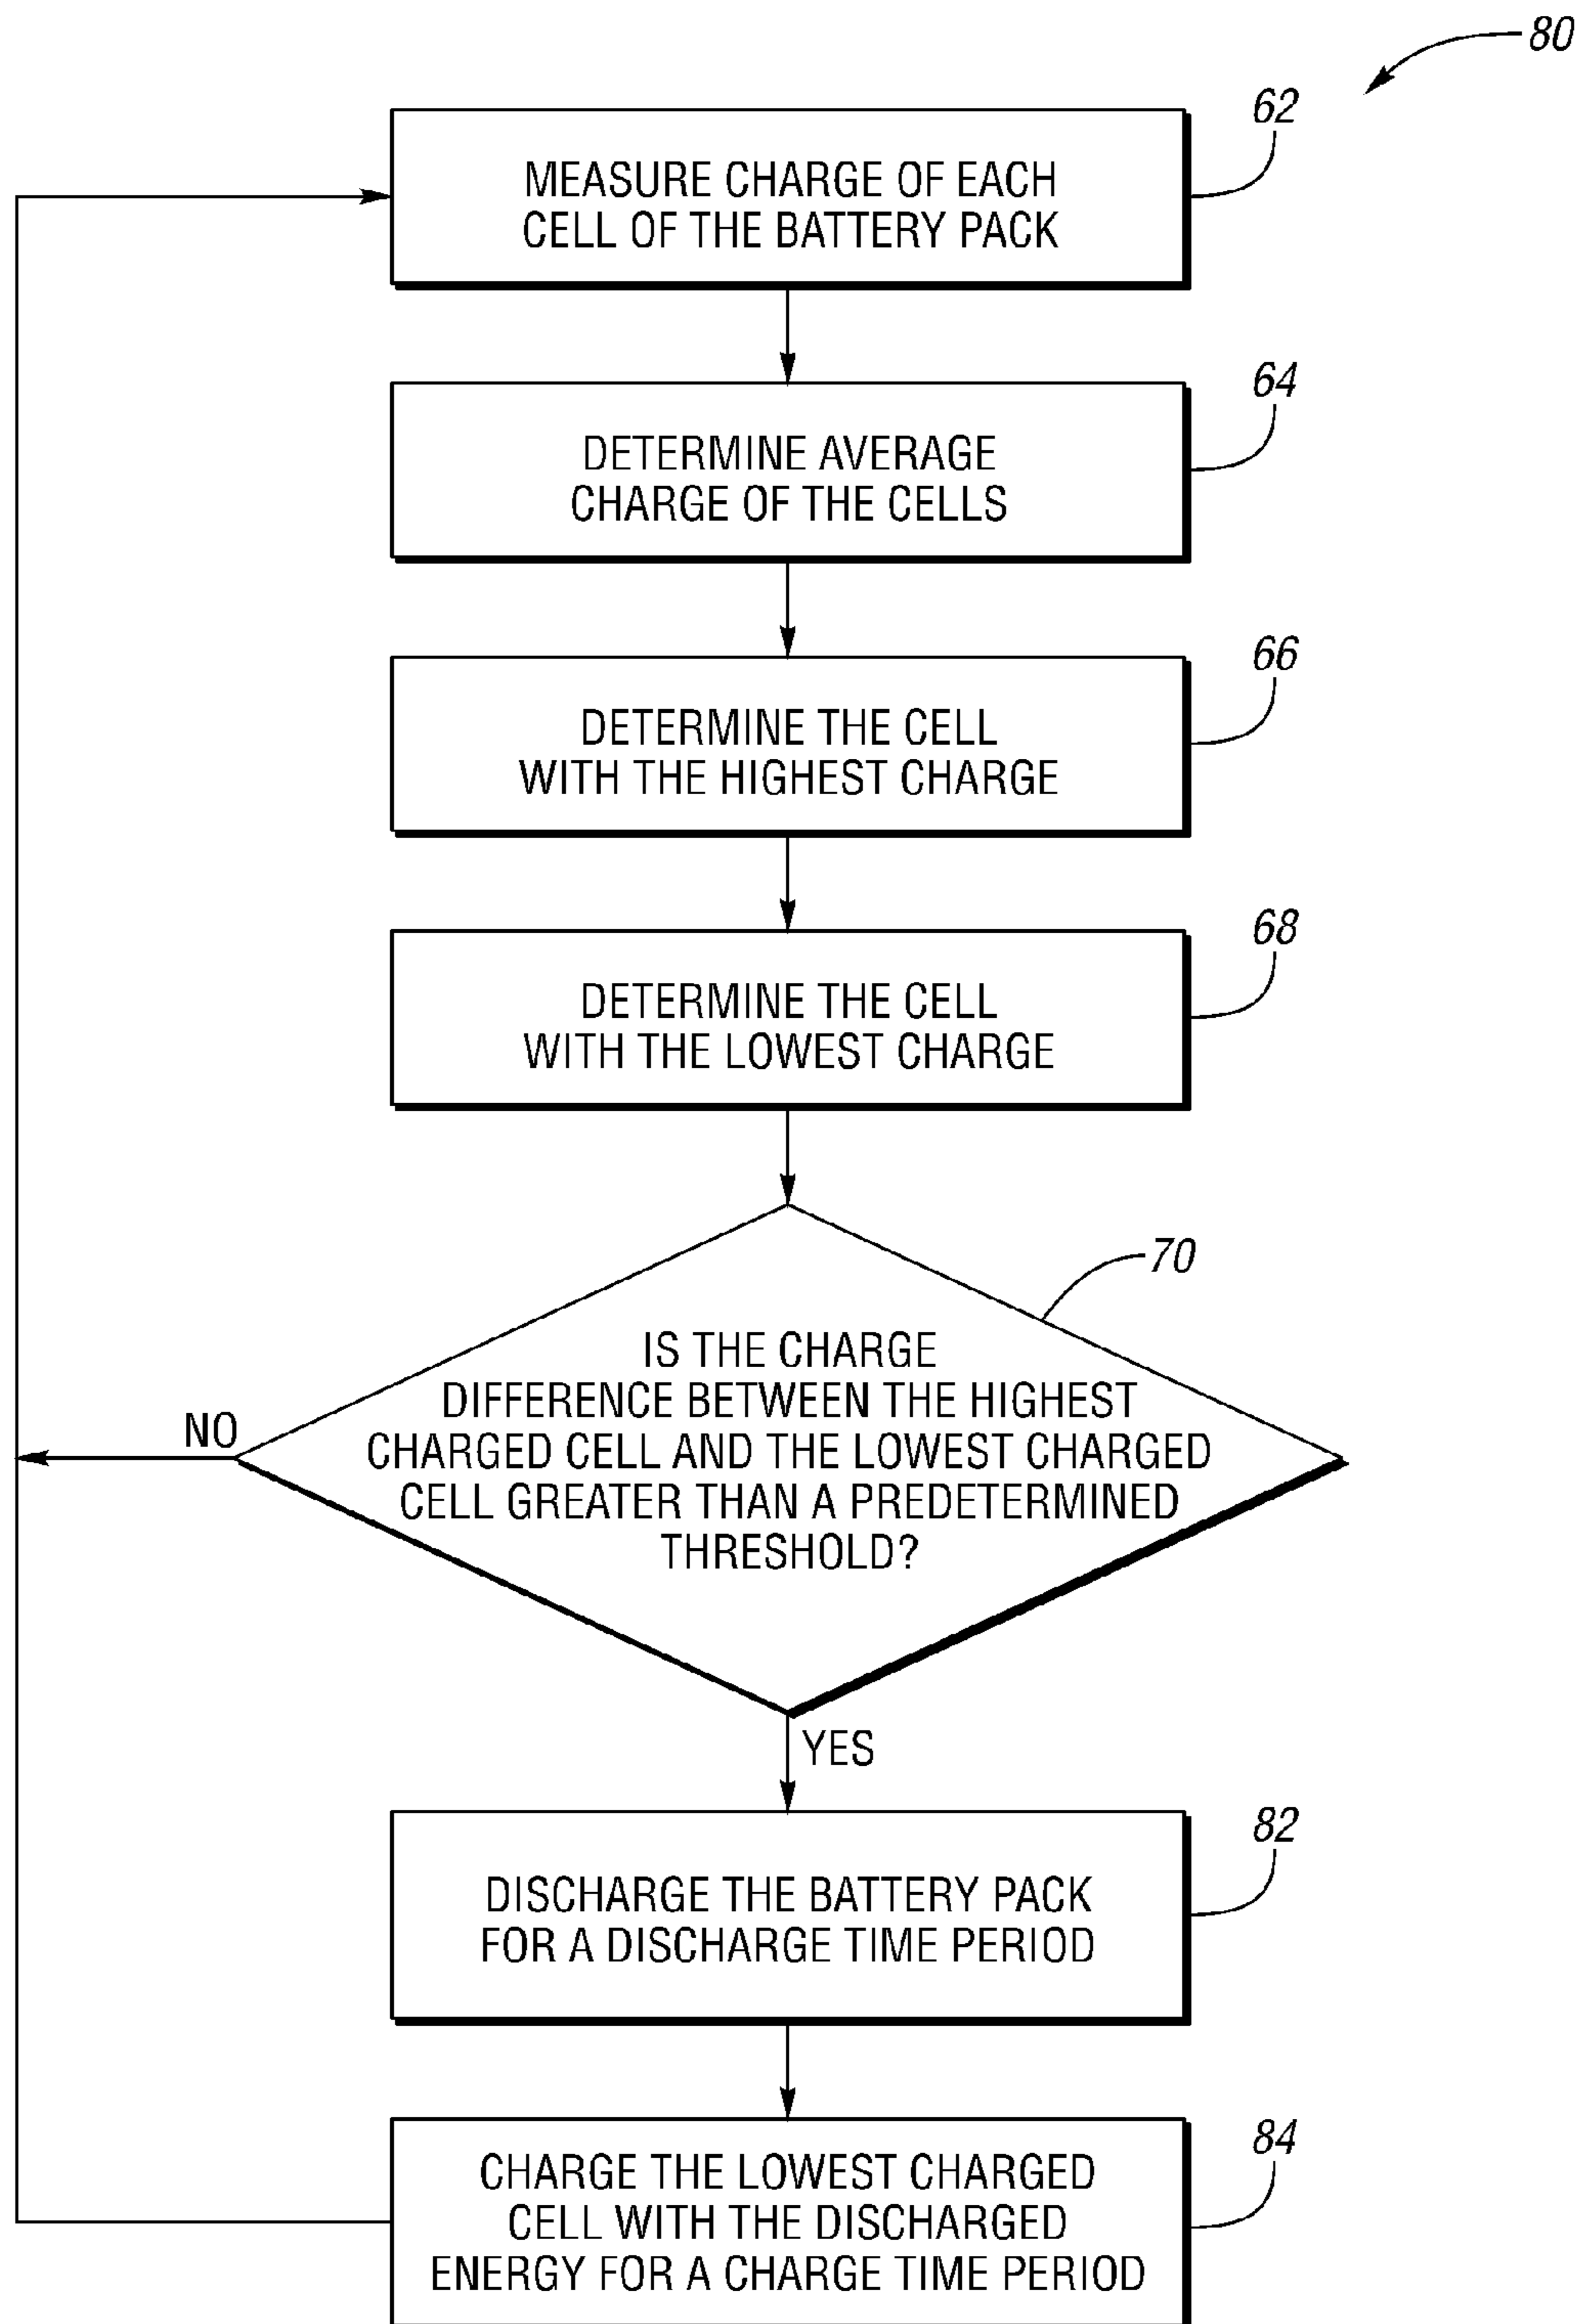 80
62
MEASURE CHARGE OF EACH
CELL OF THE BATTERY PACK
64
DETERMINE AVERAGE
CHARGE OF THE CELLS
66
DETERMINE THE CELL
WITH THE HIGHEST CHARGE
68
DETERMINE THE CELL
WITH THE LOWEST CHARGE
70
IS THE CHARGE
DIFFERENCE BETWEEN THE HIGHEST
CHARGED CELL AND THE LOWEST CHARGED
CELL GREATER THAN A PREDETERMINED
THRESHOLD?
NO
YES
82
DISCHARGE THE BATTERY PACK
FOR A DISCHARGE TIME PERIOD
84
CHARGE THE LOWEST CHARGED
CELL WITH THE DISCHARGED
ENERGY FOR A CHARGE TIME PERIOD